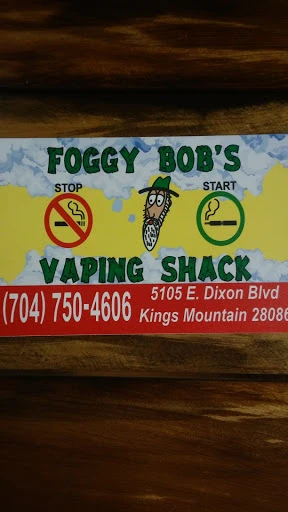 FOGGY BOB'S
STOP
START
VAPING SHACK
(704) 750-4606
5105 E. Dixon Blvd
Kings Mountain 28086